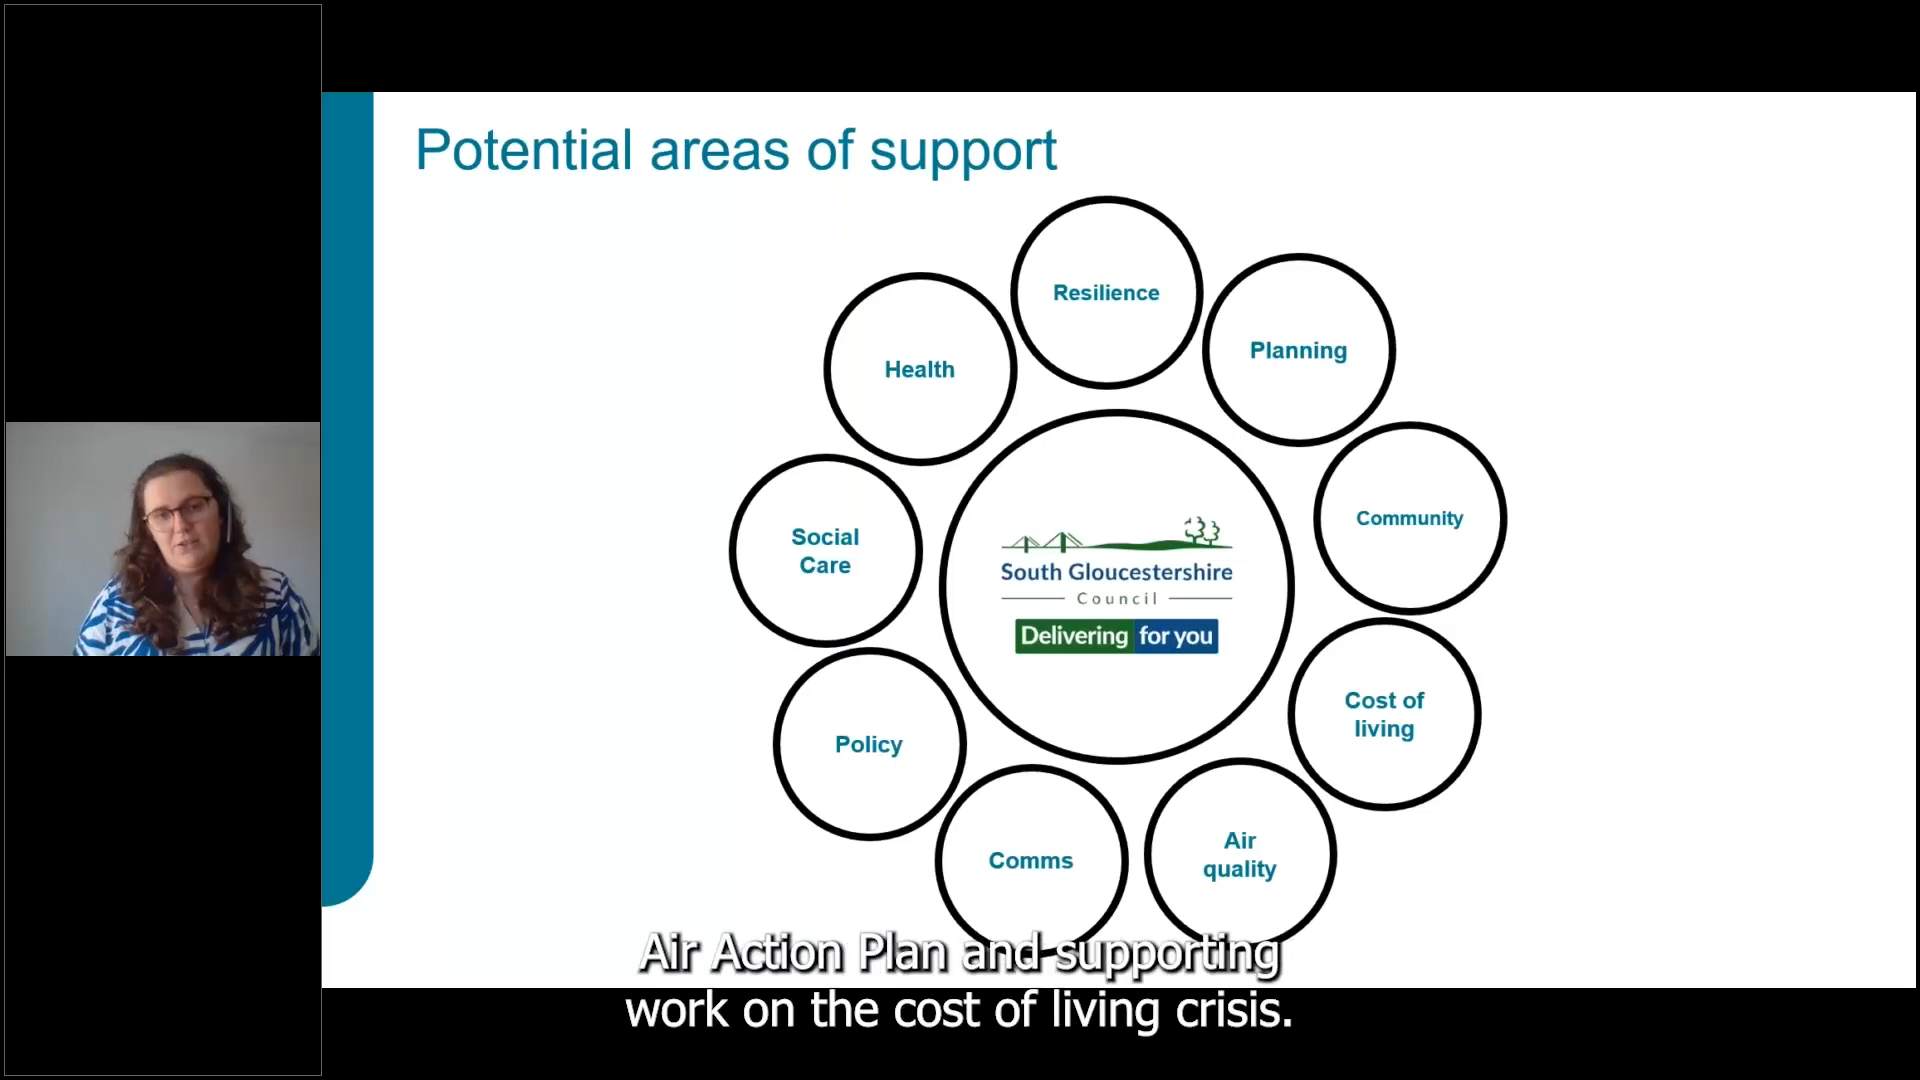 Potential areas of support
Resilience
Planning
Health
Community
Social
Care
South Gloucestershire
Council
Delivering for you
Cost of
living
Policy
Air
quality
Comms
Air Action Plan and supporting
work on the cost of living crisis.